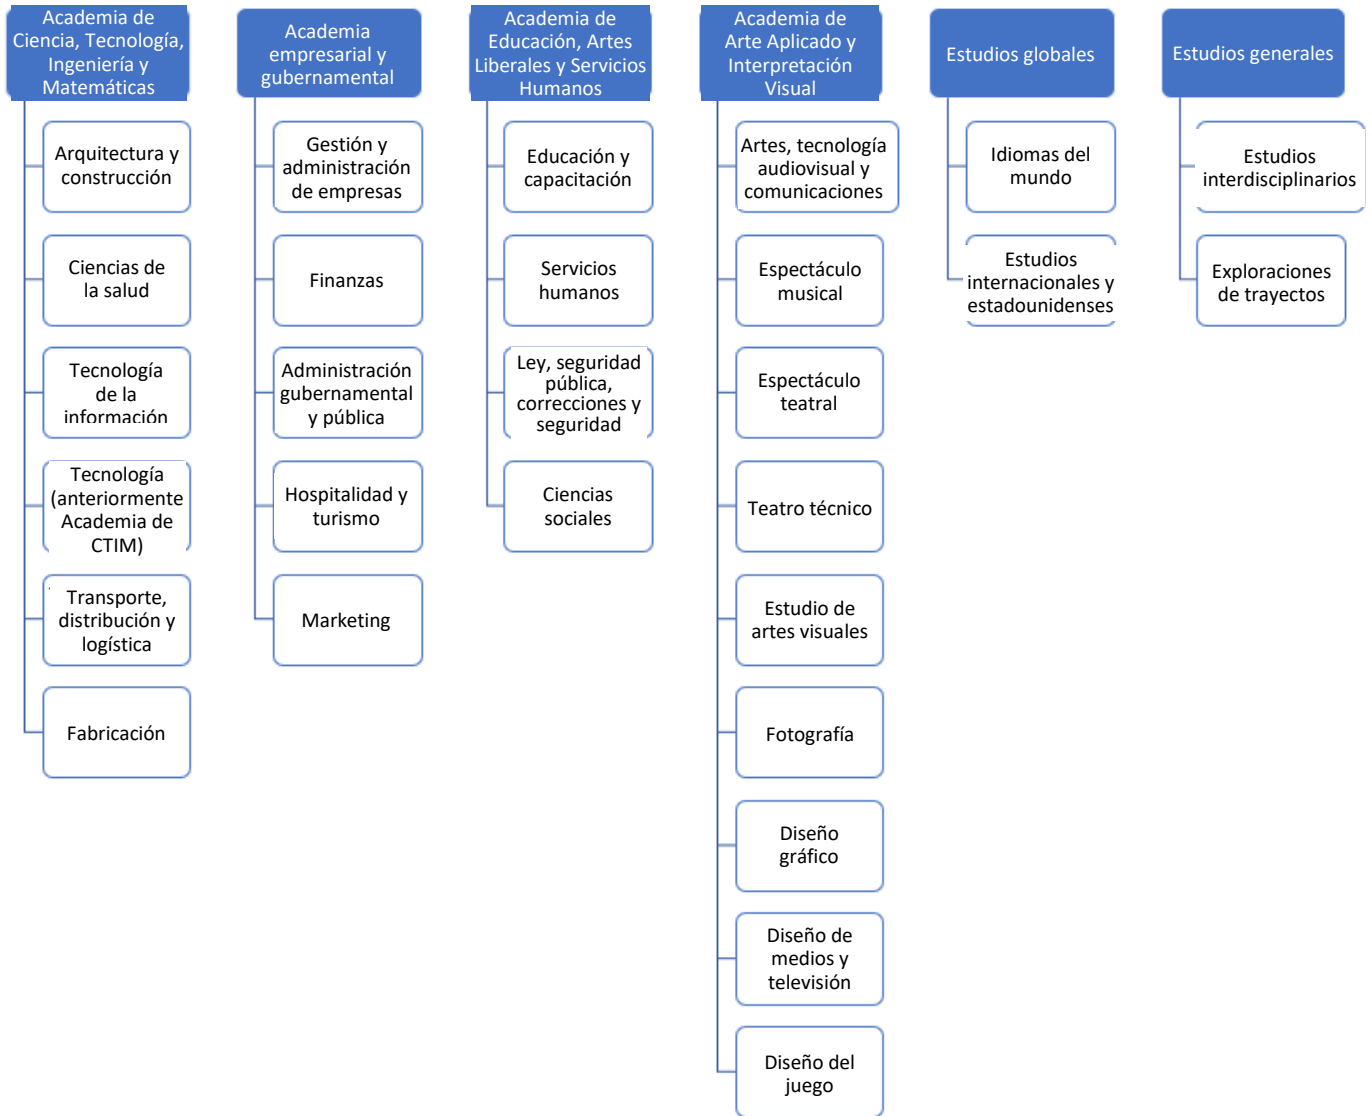 Academia de
Ciencia, Tecnología,
Ingeniería y
Matemáticas
Arquitectura y
construcción
Ciencias de
la salud
Tecnología
de la
información
Tecnología
(anteriormente
Academia de
CTIM)
Transporte,
distribución y
logística
Fabricación
Academia
empresarial y
gubernamental
Gestión y
administración
de empresas
Finanzas
Administración
gubernamental
y pública
Hospitalidad y
turismo
Marketing
Academia de
Educación, Artes
Liberales y Servicios
Humanos
Educación y
capacitación
Servicios
humanos
Ley, seguridad
pública,
correcciones y
seguridad
Ciencias
sociales
Academia de
Arte Aplicado y
Interpretación
Visual
Artes, tecnología
audiovisual y
comunicaciones
Espectáculo
musical
Espectáculo
teatral
Teatro técnico
Estudio de
artes visuales
Fotografía
Diseño
gráfico
Diseño de
medios y
televisión
Diseño del
juego
Estudios globales
Idiomas del
mundo
Estudios
internacionales y
estadounidenses
Estudios generales
Estudios
interdisciplinarios
Exploraciones
de trayectos